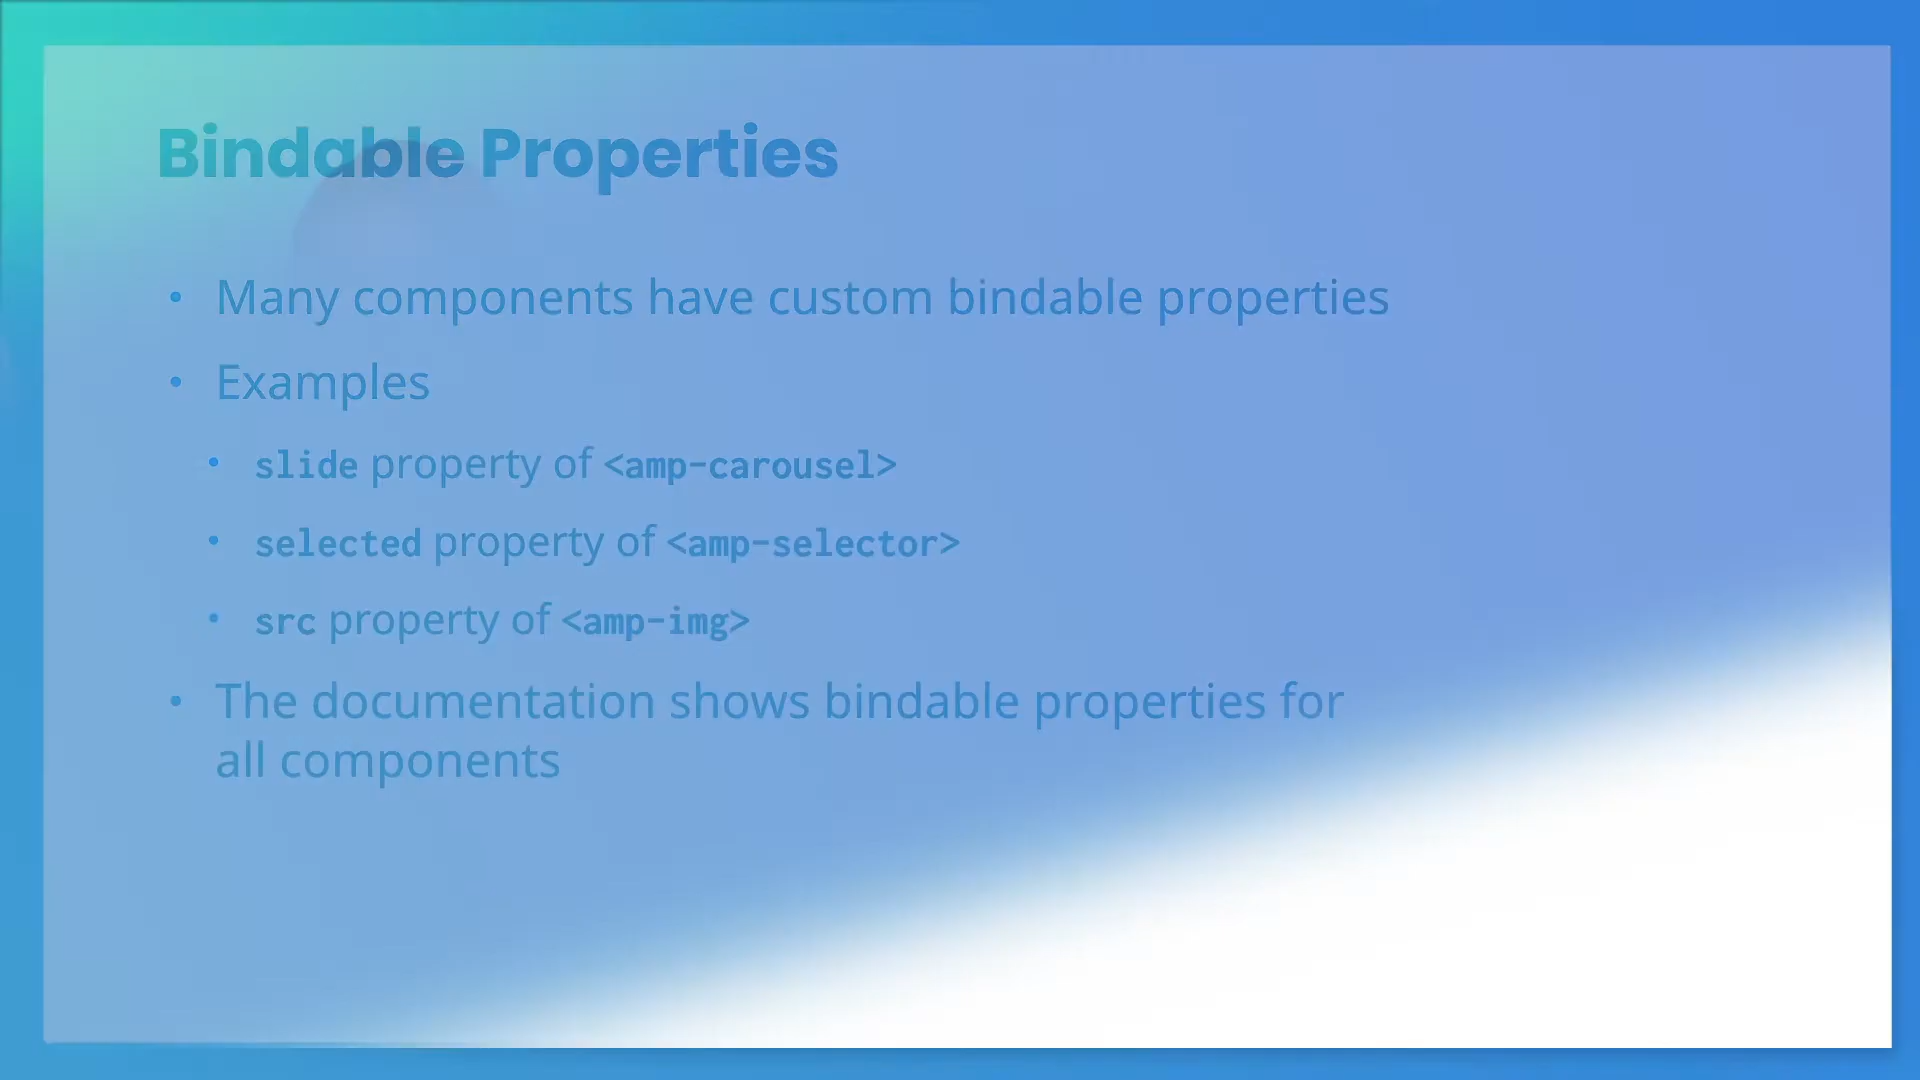 Bindable Properties
• Many components have custom bindable properties
• Examples
• slide property of <amp-carousel>
• selected property of <amp-selector>
• src property of <amp-img>
• The documentation shows bindable properties for
all components